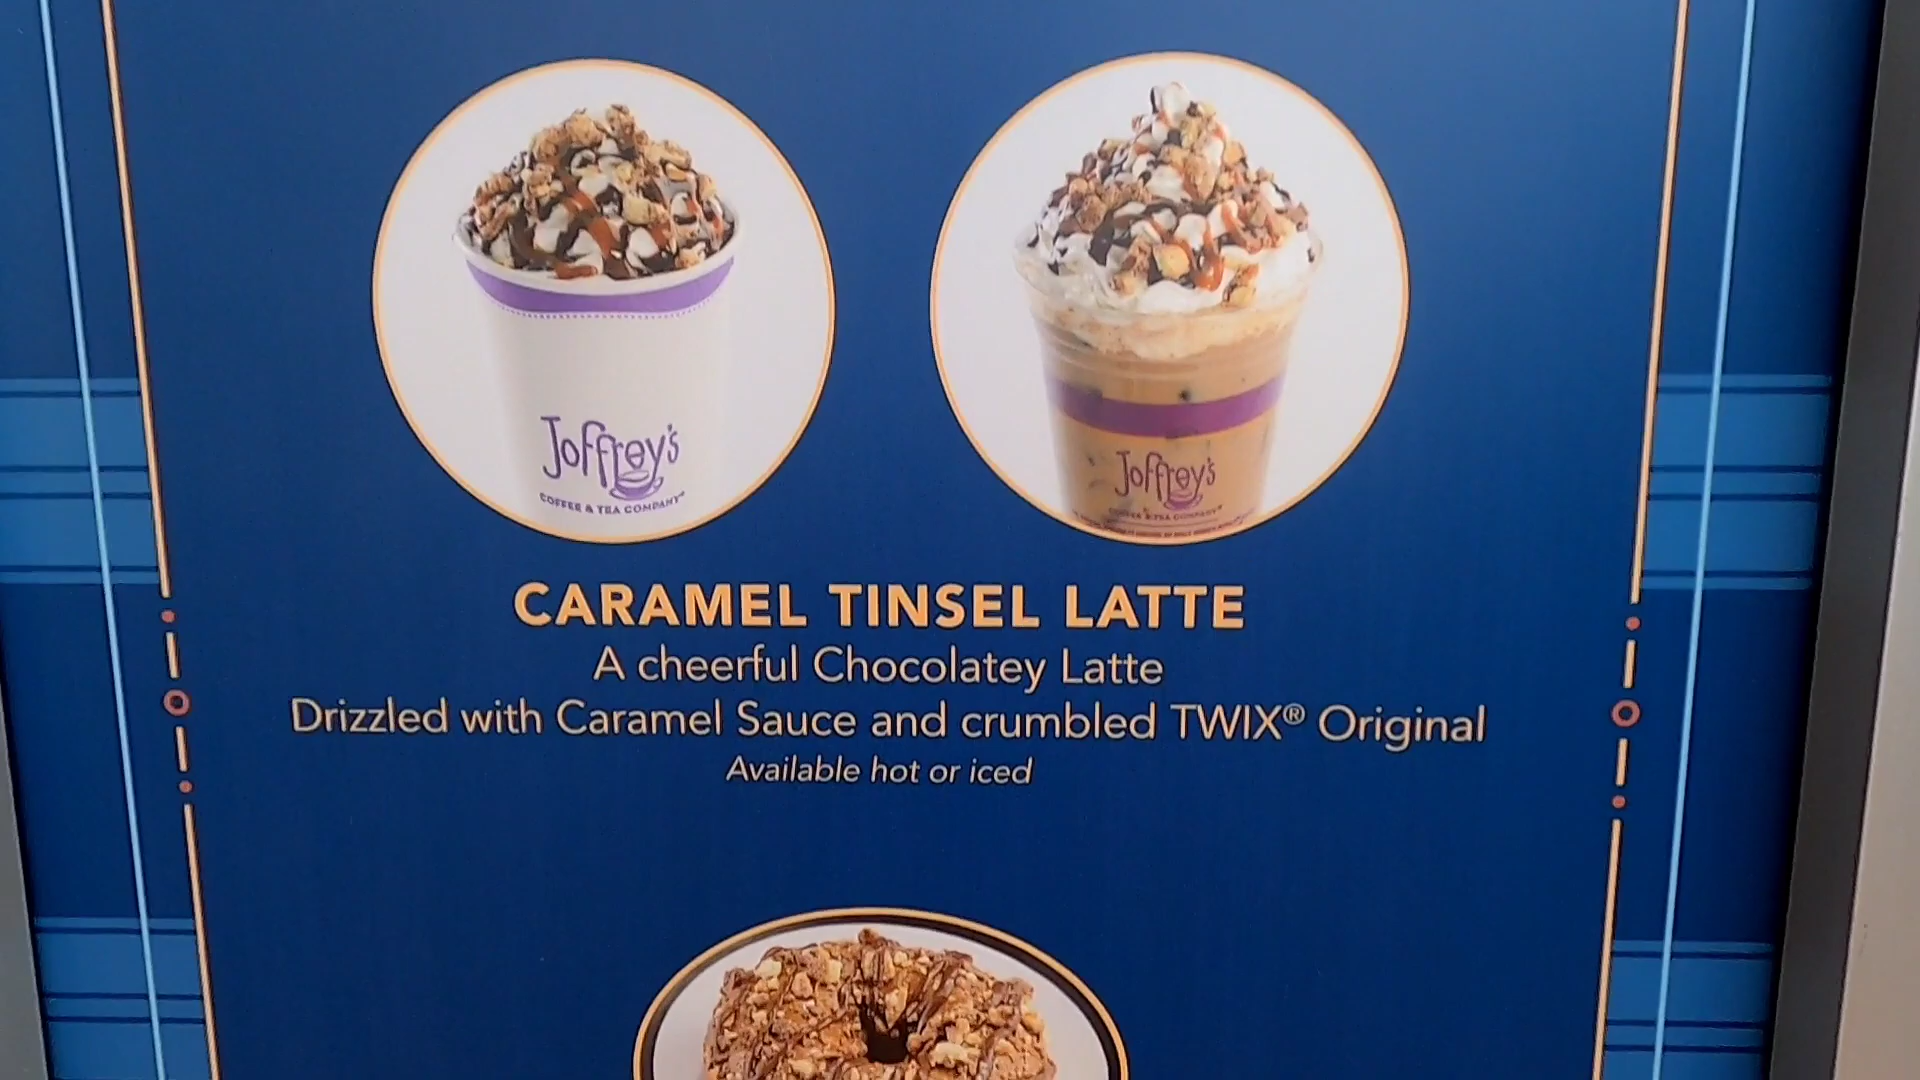 Joffrey's
COFFEE & TEA COMPANY®
Joffrey's
COFFEE & TEA COMPANY®
CARAMEL TINSEL LATTE
A cheerful Chocolatey Latte
Drizzled with Caramel Sauce and crumbled TWIX® Original
Available hot or iced